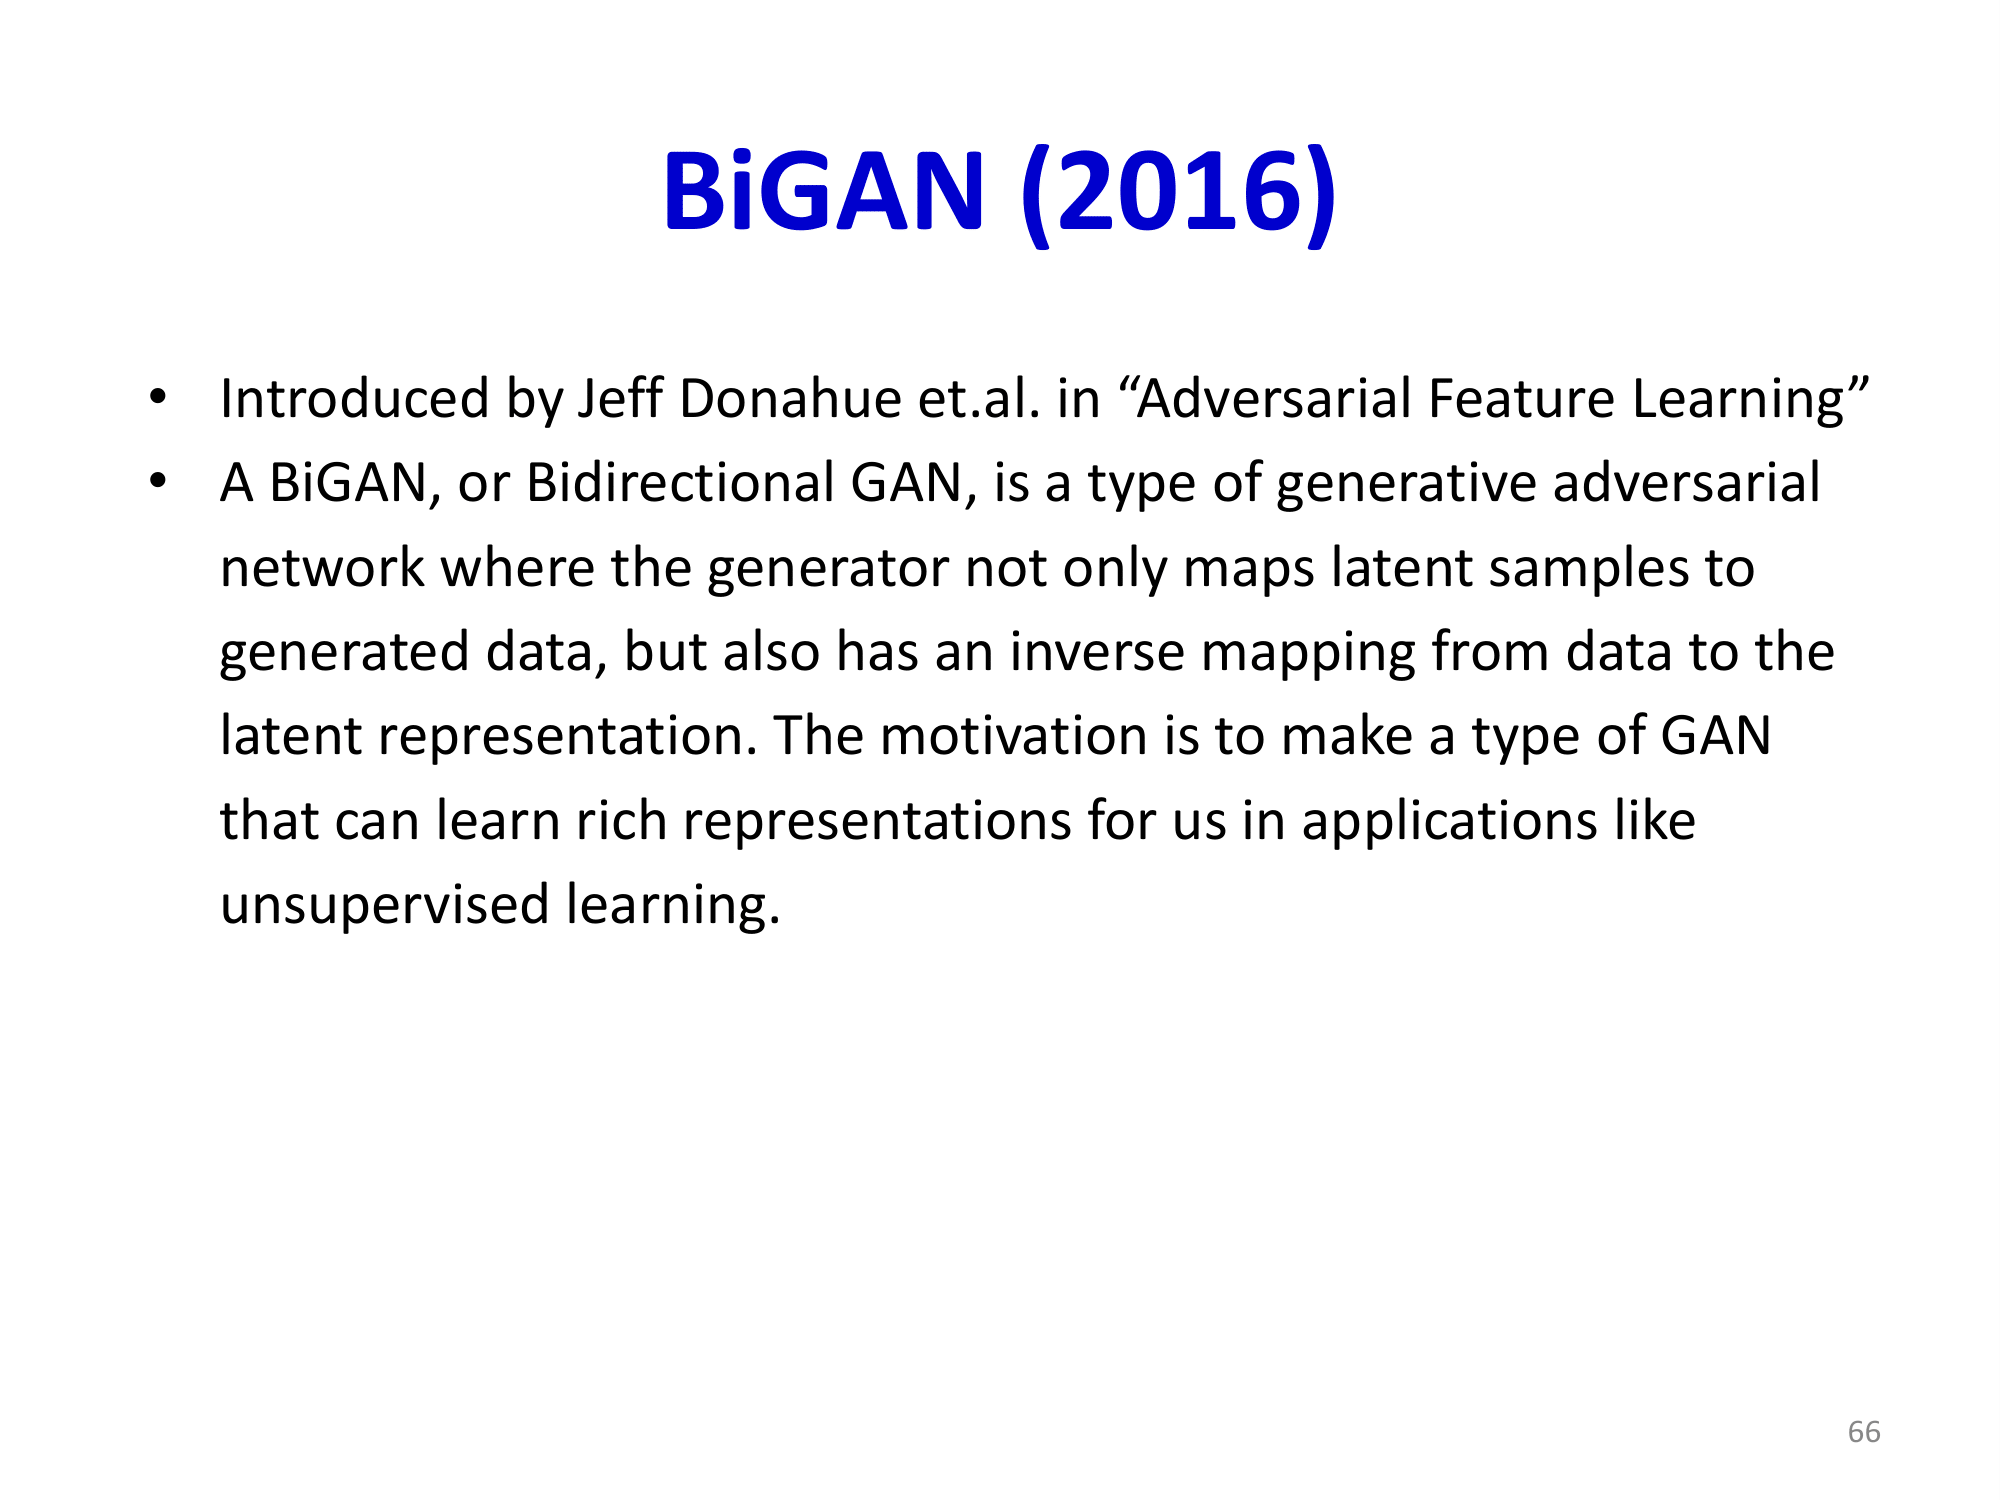 BiGAN (2016)
• Introduced by Jeff Donahue et.al. in “Adversarial Feature Learning”
• A BiGAN, or Bidirectional GAN, is a type of generative adversarial
network where the generator not only maps latent samples to
generated data, but also has an inverse mapping from data to the
latent representation. The motivation is to make a type of GAN
that can learn rich representations for us in applications like
unsupervised learning.
66